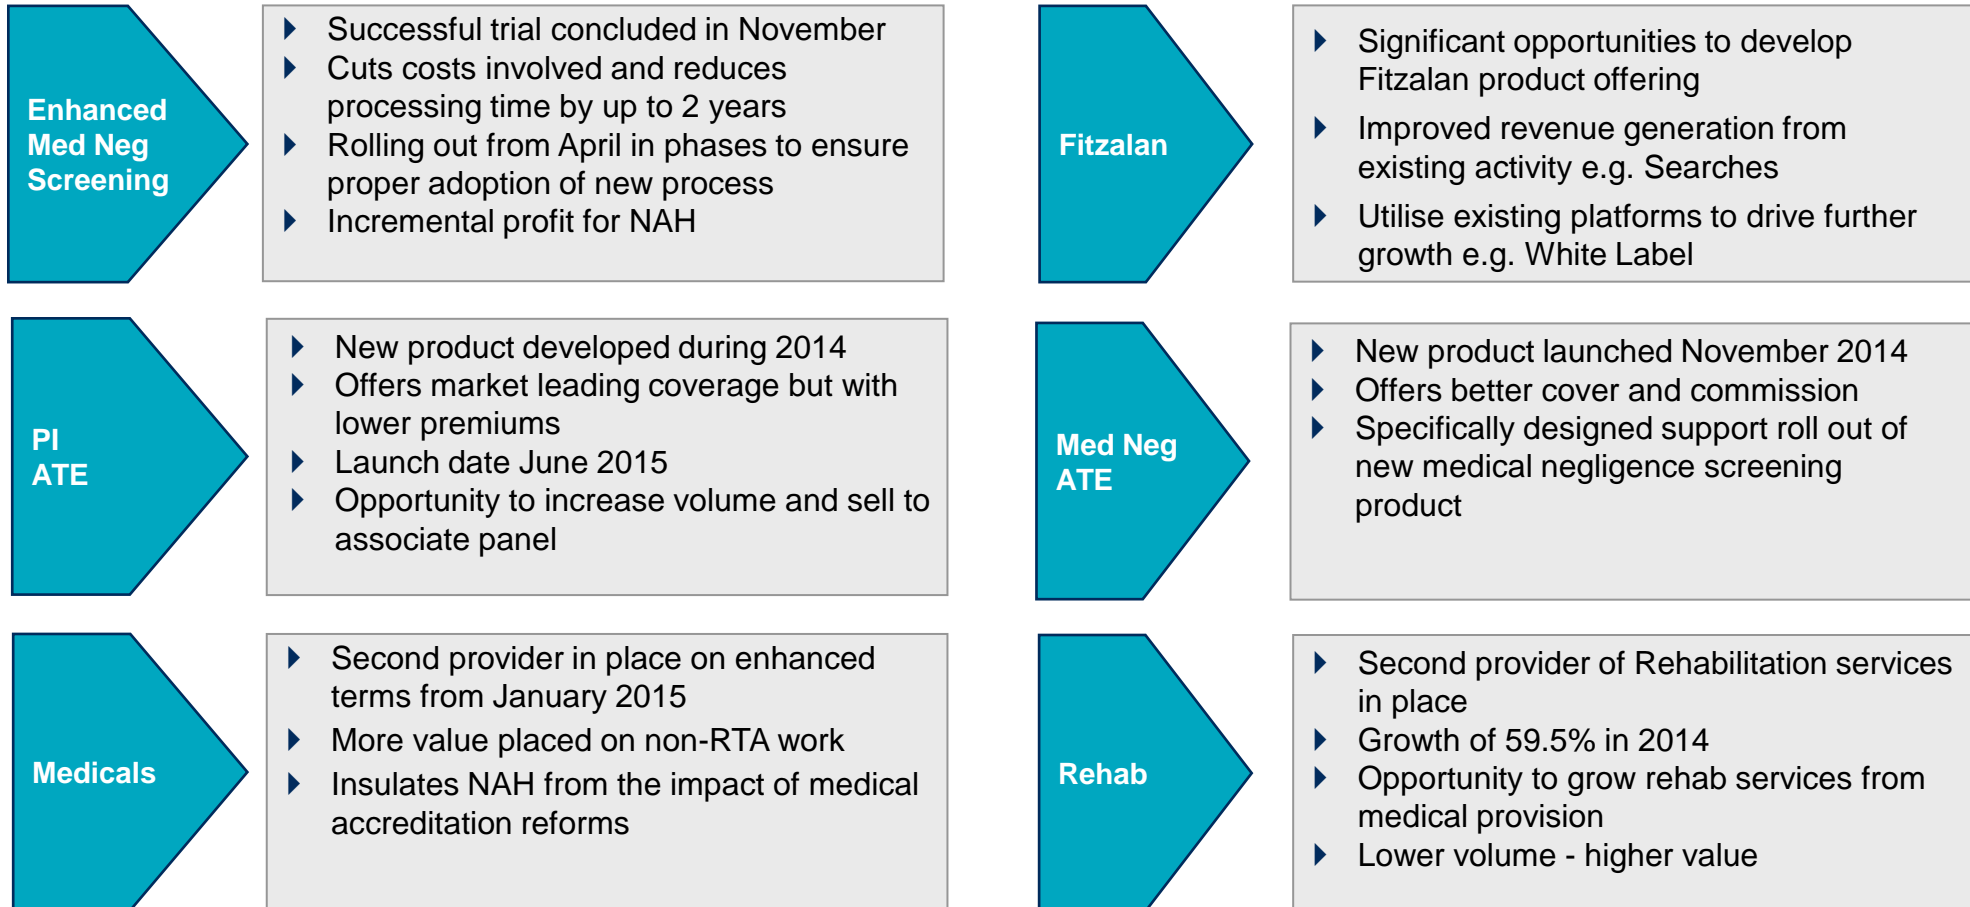 Enhanced
Med Neg
Screening
Successful trial concluded in November
Cuts costs involved and reduces
processing time by up to 2 years
Rolling out from April in phases to ensure
proper adoption of new process
Incremental profit for NAH
Fitzalan
Significant opportunities to develop
Fitzalan product offering
Improved revenue generation from
existing activity e.g. Searches
Utilise existing platforms to drive further
growth e.g. White Label
PI
ATE
New product developed during 2014
Offers market leading coverage but with
lower premiums
Launch date June 2015
Opportunity to increase volume and sell to
associate panel
Med Neg
ATE
New product launched November 2014
Offers better cover and commission
Specifically designed support roll out of
new medical negligence screening
product
Medicals
Second provider in place on enhanced
terms from January 2015
More value placed on non-RTA work
Insulates NAH from the impact of medical
accreditation reforms
Rehab
Second provider of Rehabilitation services
in place
Growth of 59.5% in 2014
Opportunity to grow rehab services from
medical provision
Lower volume - higher value